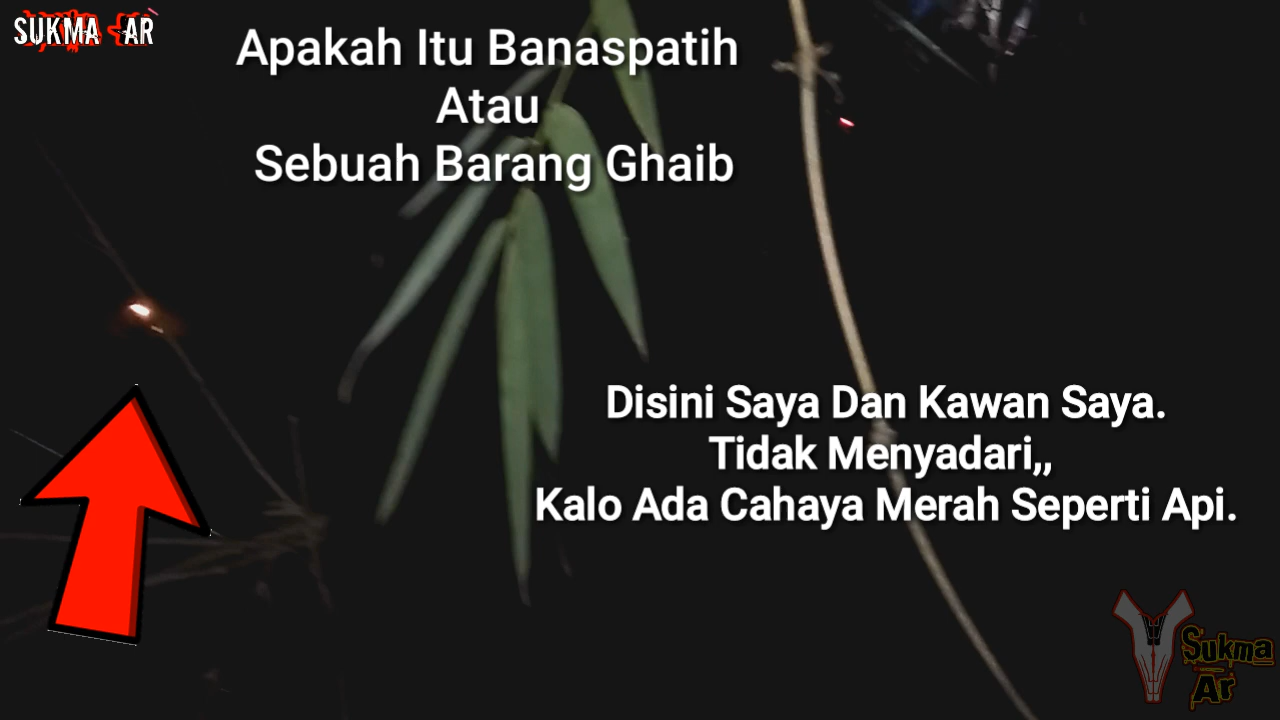 SUKMA AR
Apakah Itu Banaspatih
Atau
Sebuah Barang Ghaib
Disini Saya Dan Kawan Saya.
Tidak Menyadari,,
Kalo Ada Cahaya Merah Seperti Api.
Sukma
Ar